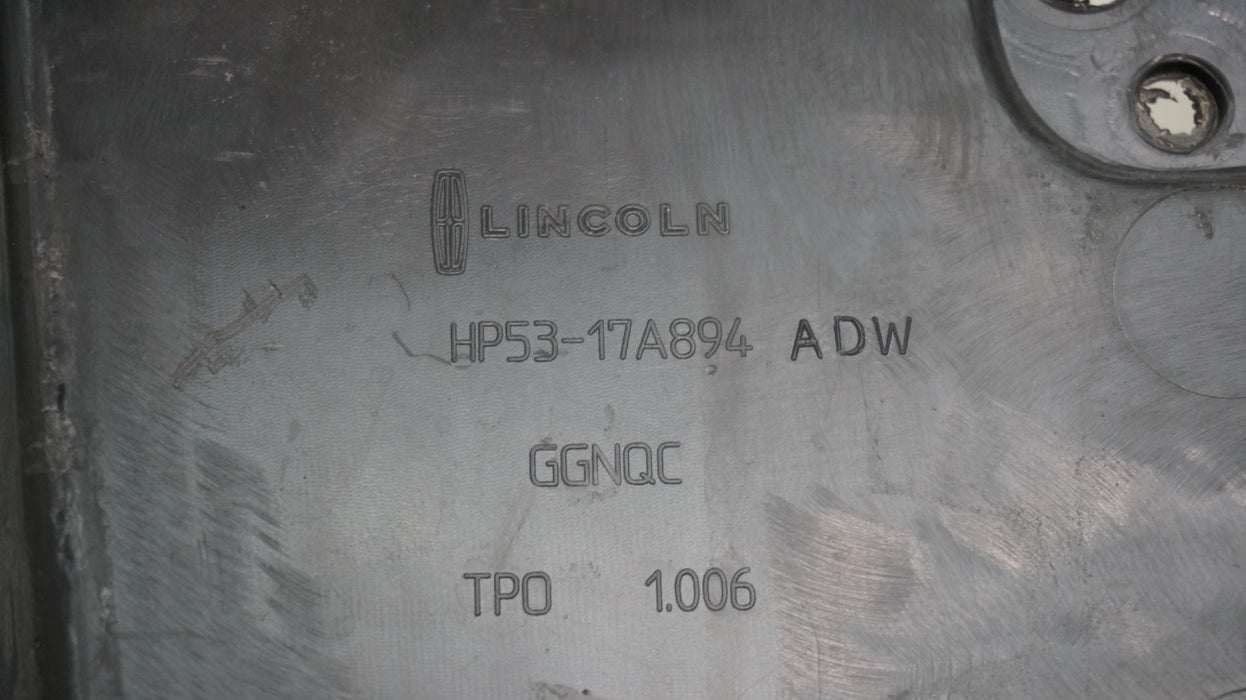 LINCOLN
HP53-17A894 ADW
GGNQC
TPO 1.006